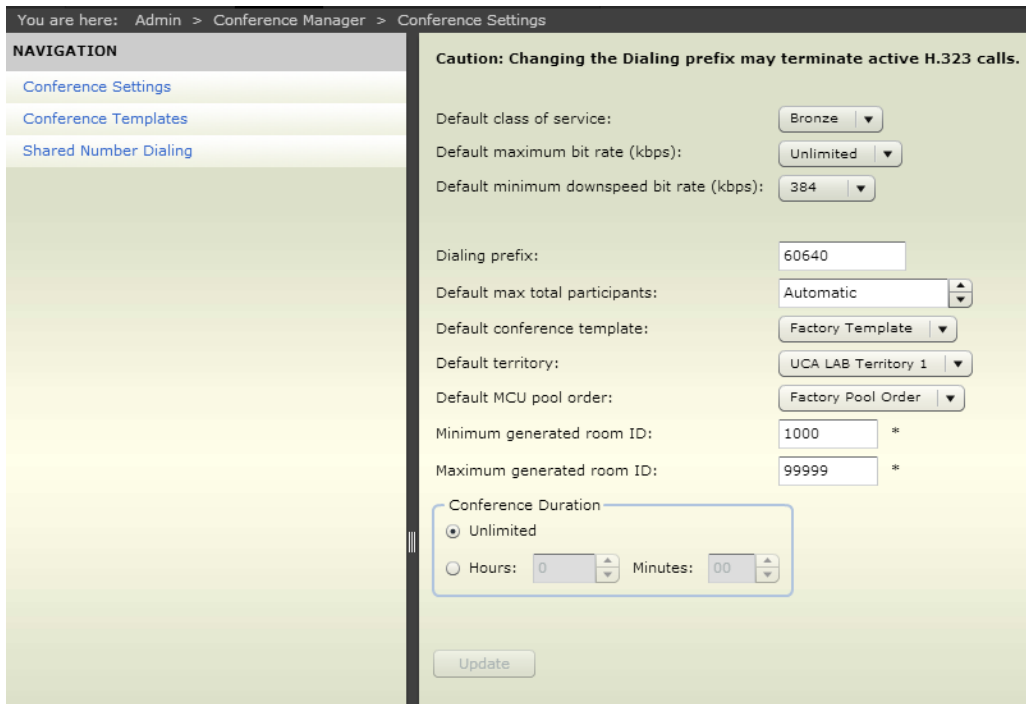 You are here: Admin > Conference Manager > Conference Settings
NAVIGATION
Conference Settings
Conference Templates
Shared Number Dialing
Caution: Changing the Dialing prefix may terminate active H.323 calls.
Default class of service: Bronze
Default maximum bit rate (kbps): Unlimited
Default minimum downspeed bit rate (kbps): 384
Dialing prefix: 60640
Default max total participants: Automatic
Default conference template: Factory Template
Default territory: UCA LAB Territory 1
Default MCU pool order: Factory Pool Order
Minimum generated room ID: 1000 *
Maximum generated room ID: 99999 *
Conference Duration
Unlimited
Hours: 0 Minutes: 00
Update